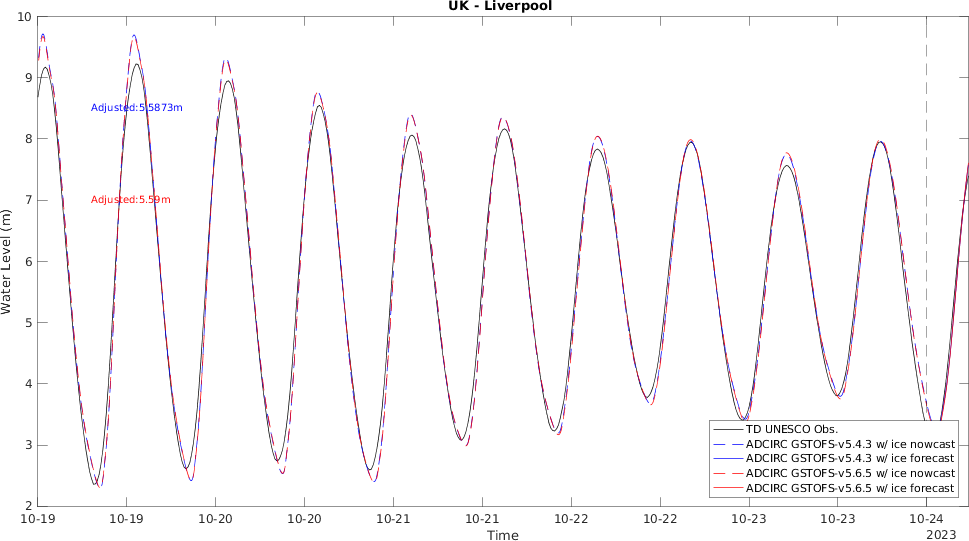 UK - Liverpool
10
9
8
7
6
5
4
3
2
Water Level (m)
Adjusted:5.5873m
Adjusted:5.59m
TD UNESCO Obs.
ADCIRC GSTOFS-v5.4.3 w/ ice nowcast
ADCIRC GSTOFS-v5.4.3 w/ ice forecast
ADCIRC GSTOFS-v5.6.5 w/ ice nowcast
ADCIRC GSTOFS-v5.6.5 w/ ice forecast
10-19 10-19 10-20 10-20 10-21 10-21 10-22 10-22 10-23 10-23 10-24
Time
2023